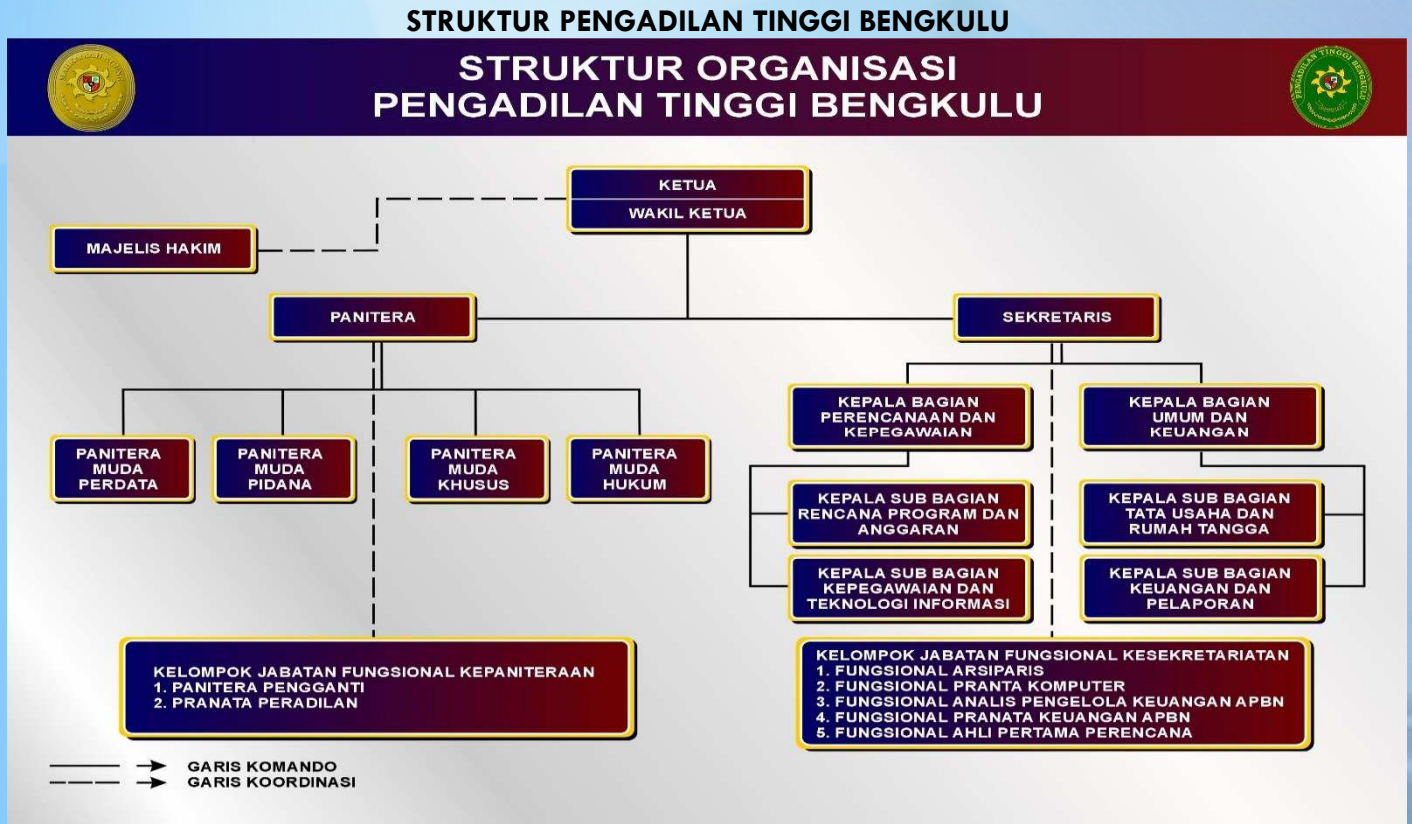 STRUKTUR PENGADILAN TINGGI BENGKULU
STRUKTUR ORGANISASI
PENGADILAN TINGGI BENGKULU
PENGADILAN TINGGI BENGKULU
KETUA
WAKIL KETUA
MAJELIS HAKIM
PANITERA
SEKRETARIS
PANITERA
MUDA
PERDATA
PANITERA
MUDA
PIDANA
PANITERA
MUDA
KHUSUS
PANITERA
MUDA
HUKUM
KEPALA BAGIAN
PERENCANAAN DAN
KEPEGAWAIAN
KEPALA BAGIAN
UMUM DAN
KEUANGAN
KEPALA SUB BAGIAN
RENCANA PROGRAM DAN
ANGGARAN
KEPALA SUB BAGIAN
TATA USAHA DAN
RUMAH TANGGA
KEPALA SUB BAGIAN
KEPEGAWAIAN DAN
TEKNOLOGI INFORMASI
KEPALA SUB BAGIAN
KEUANGAN DAN
PELAPORAN
KELOMPOK JABATAN FUNGSIONAL KEPANITERAAN
1. PANITERA PENGGANTI
2. PRANATA PERADILAN
KELOMPOK JABATAN FUNGSIONAL KESEKRETARIATAN
1. FUNGSIONAL ARSIPARIS
2. FUNGSIONAL PRANTA KOMPUTER
3. FUNGSIONAL ANALIS PENGELOLA KEUANGAN APBN
4. FUNGSIONAL PRANATA KEUANGAN APBN
5. FUNGSIONAL AHLI PERTAMA PERENCANA
GARIS KOMANDO
GARIS KOORDINASI